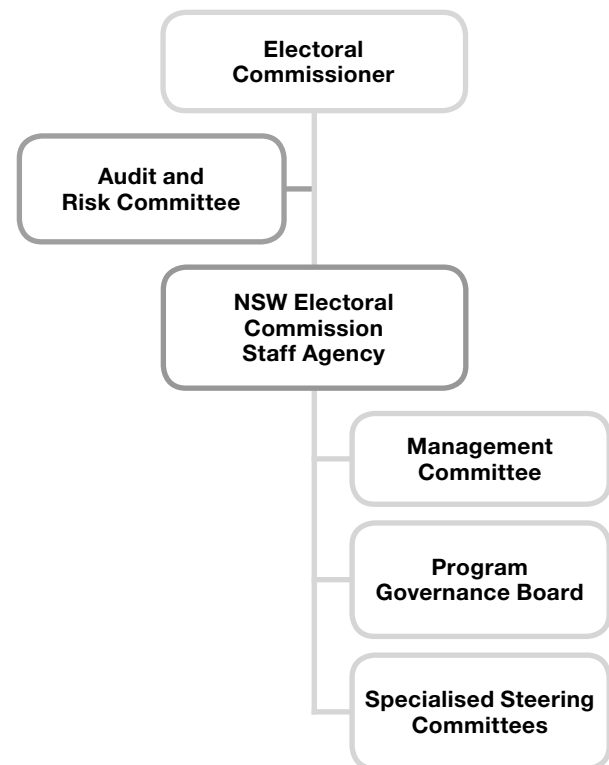 Electoral
Commissioner
Audit and
Risk Committee
NSW Electoral
Commission
Staff Agency
Management
Committee
Program
Governance Board
Specialised Steering
Committees